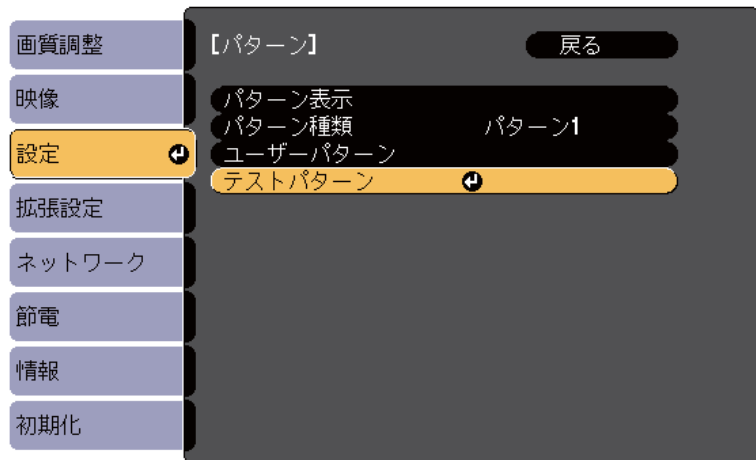 画質調整
映像
設定
拡張設定
ネットワーク
節電
情報
初期化
【パターン】 戻る
パターン表示
パターン種類 パターン1
ユーザーパターン
テストパターン